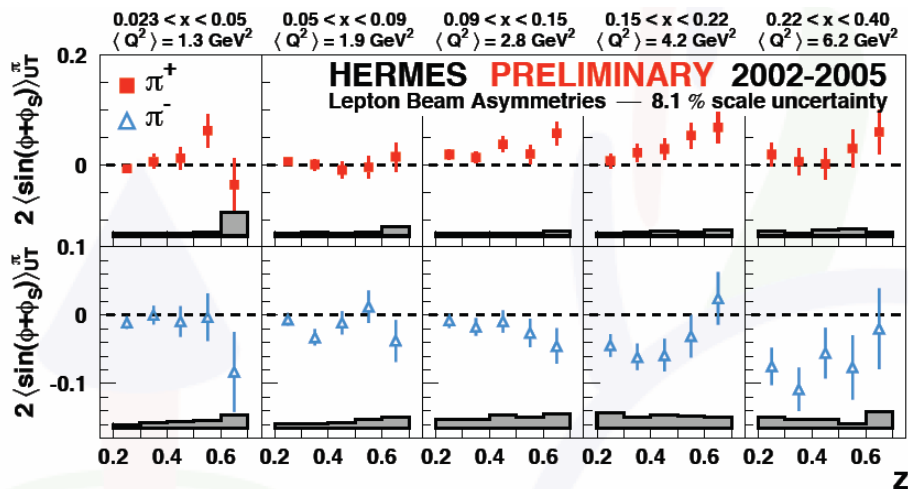 0.023 < x < 0.05 0.05 < x < 0.09 0.09 < x < 0.15 0.15 < x < 0.22 0.22 < x < 0.40
⟨ Q² ⟩ = 1.3 GeV² ⟨ Q² ⟩ = 1.9 GeV² ⟨ Q² ⟩ = 2.8 GeV² ⟨ Q² ⟩ = 4.2 GeV² ⟨ Q² ⟩ = 6.2 GeV²
0.2
π⁺ HERMES PRELIMINARY 2002-2005
π⁻ Lepton Beam Asymmetries — 8.1 % scale uncertainty
2 ⟨sin(ϕ+ϕ_S)⟩^π_UT
0
0.1
2 ⟨sin(ϕ+ϕ_S)⟩^π_UT
0
-0.1
0.2 0.4 0.6 0.2 0.4 0.6 0.2 0.4 0.6 0.2 0.4 0.6 0.2 0.4 0.6
z